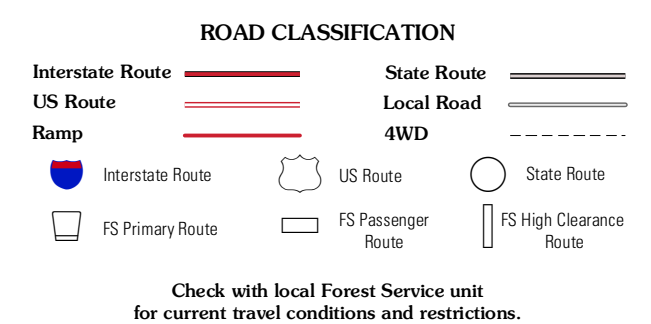 ROAD CLASSIFICATION
Interstate Route
State Route
US Route
Local Road
Ramp
4WD
Interstate Route
US Route
State Route
FS Primary Route
FS Passenger
Route
FS High Clearance
Route
Check with local Forest Service unit
for current travel conditions and restrictions.